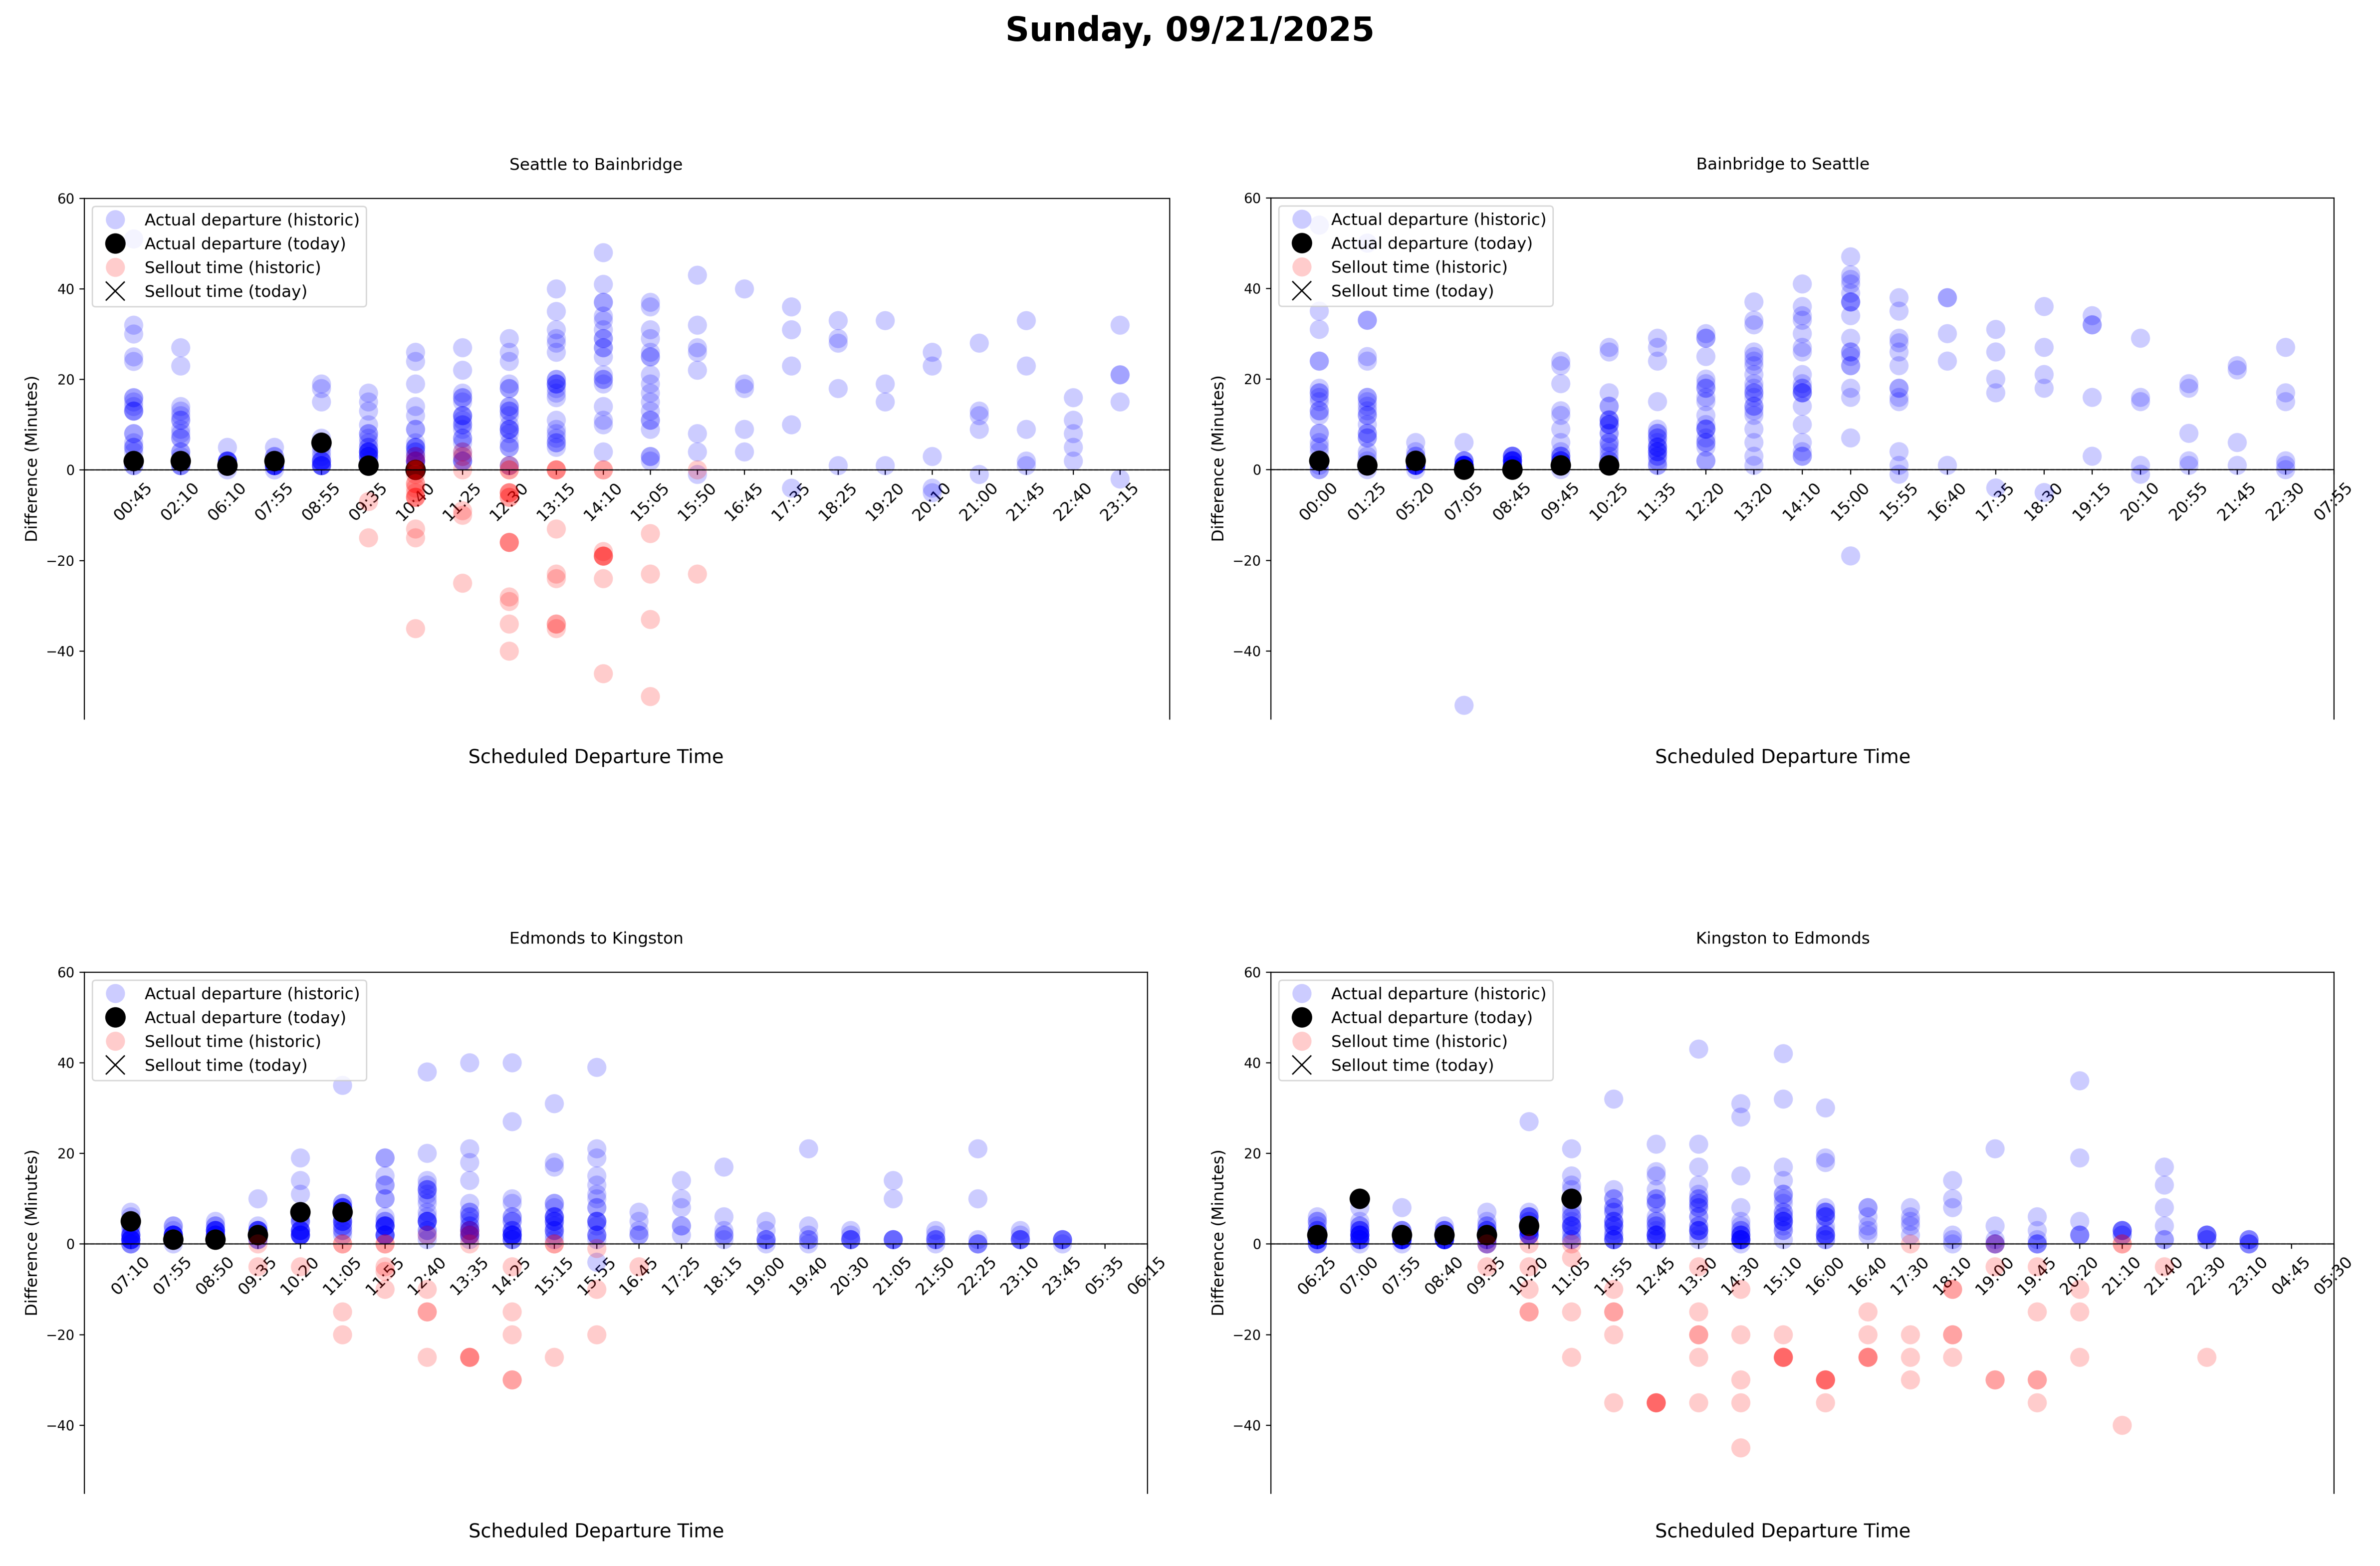 Sunday, 09/21/2025
Seattle to Bainbridge
60
40
20
0
−20
−40
Difference (Minutes)
Actual departure (historic)
Actual departure (today)
Sellout time (historic)
Sellout time (today)
00:45 02:10 06:10 07:55 08:55 09:35 10:40 11:25 12:30 13:15 14:10 15:05 15:50 16:45 17:35 18:25 19:20 20:10 21:00 21:45 22:40 23:15
Scheduled Departure Time
Bainbridge to Seattle
60
40
20
0
−20
−40
Difference (Minutes)
Actual departure (historic)
Actual departure (today)
Sellout time (historic)
Sellout time (today)
00:00 01:25 05:20 07:05 08:45 09:45 10:25 11:35 12:20 13:20 14:10 15:00 15:55 16:40 17:35 18:30 19:15 20:10 20:55 21:45 22:30 07:55
Scheduled Departure Time
Edmonds to Kingston
60
40
20
0
−20
−40
Difference (Minutes)
Actual departure (historic)
Actual departure (today)
Sellout time (historic)
Sellout time (today)
07:10 07:55 08:50 09:35 10:20 11:05 11:55 12:40 13:35 14:25 15:15 15:55 16:45 17:25 18:15 19:00 19:40 20:30 21:05 21:50 22:25 23:10 23:45 05:35 06:15
Scheduled Departure Time
Kingston to Edmonds
60
40
20
0
−20
−40
Difference (Minutes)
Actual departure (historic)
Actual departure (today)
Sellout time (historic)
Sellout time (today)
06:25 07:00 07:55 08:40 09:35 10:20 11:05 11:55 12:45 13:30 14:30 15:10 16:00 16:40 17:30 18:10 19:00 19:45 20:20 21:10 21:40 22:30 23:10 04:45 05:30
Scheduled Departure Time